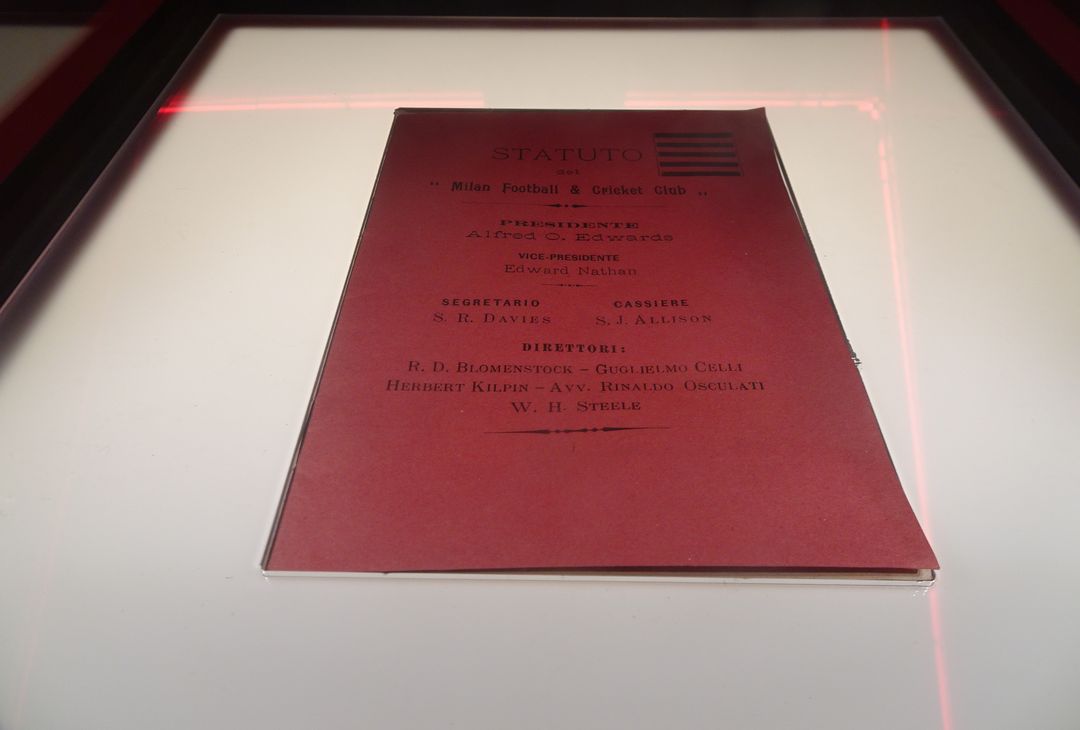 STATUTO
del
" Milan Football & Cricket Club „
PRESIDENTE
Alfred O. Edwards
VICE-PRESIDENTE
Edward Nathan
SEGRETARIO CASSIERE
S. R. DAVIES S. J. ALLISON
DIRETTORI:
R. D. BLOMENSTOCK – GUGLIELMO CELLI
HERBERT KILPIN – AVV. RINALDO OSCULATI
W. H. STEELE